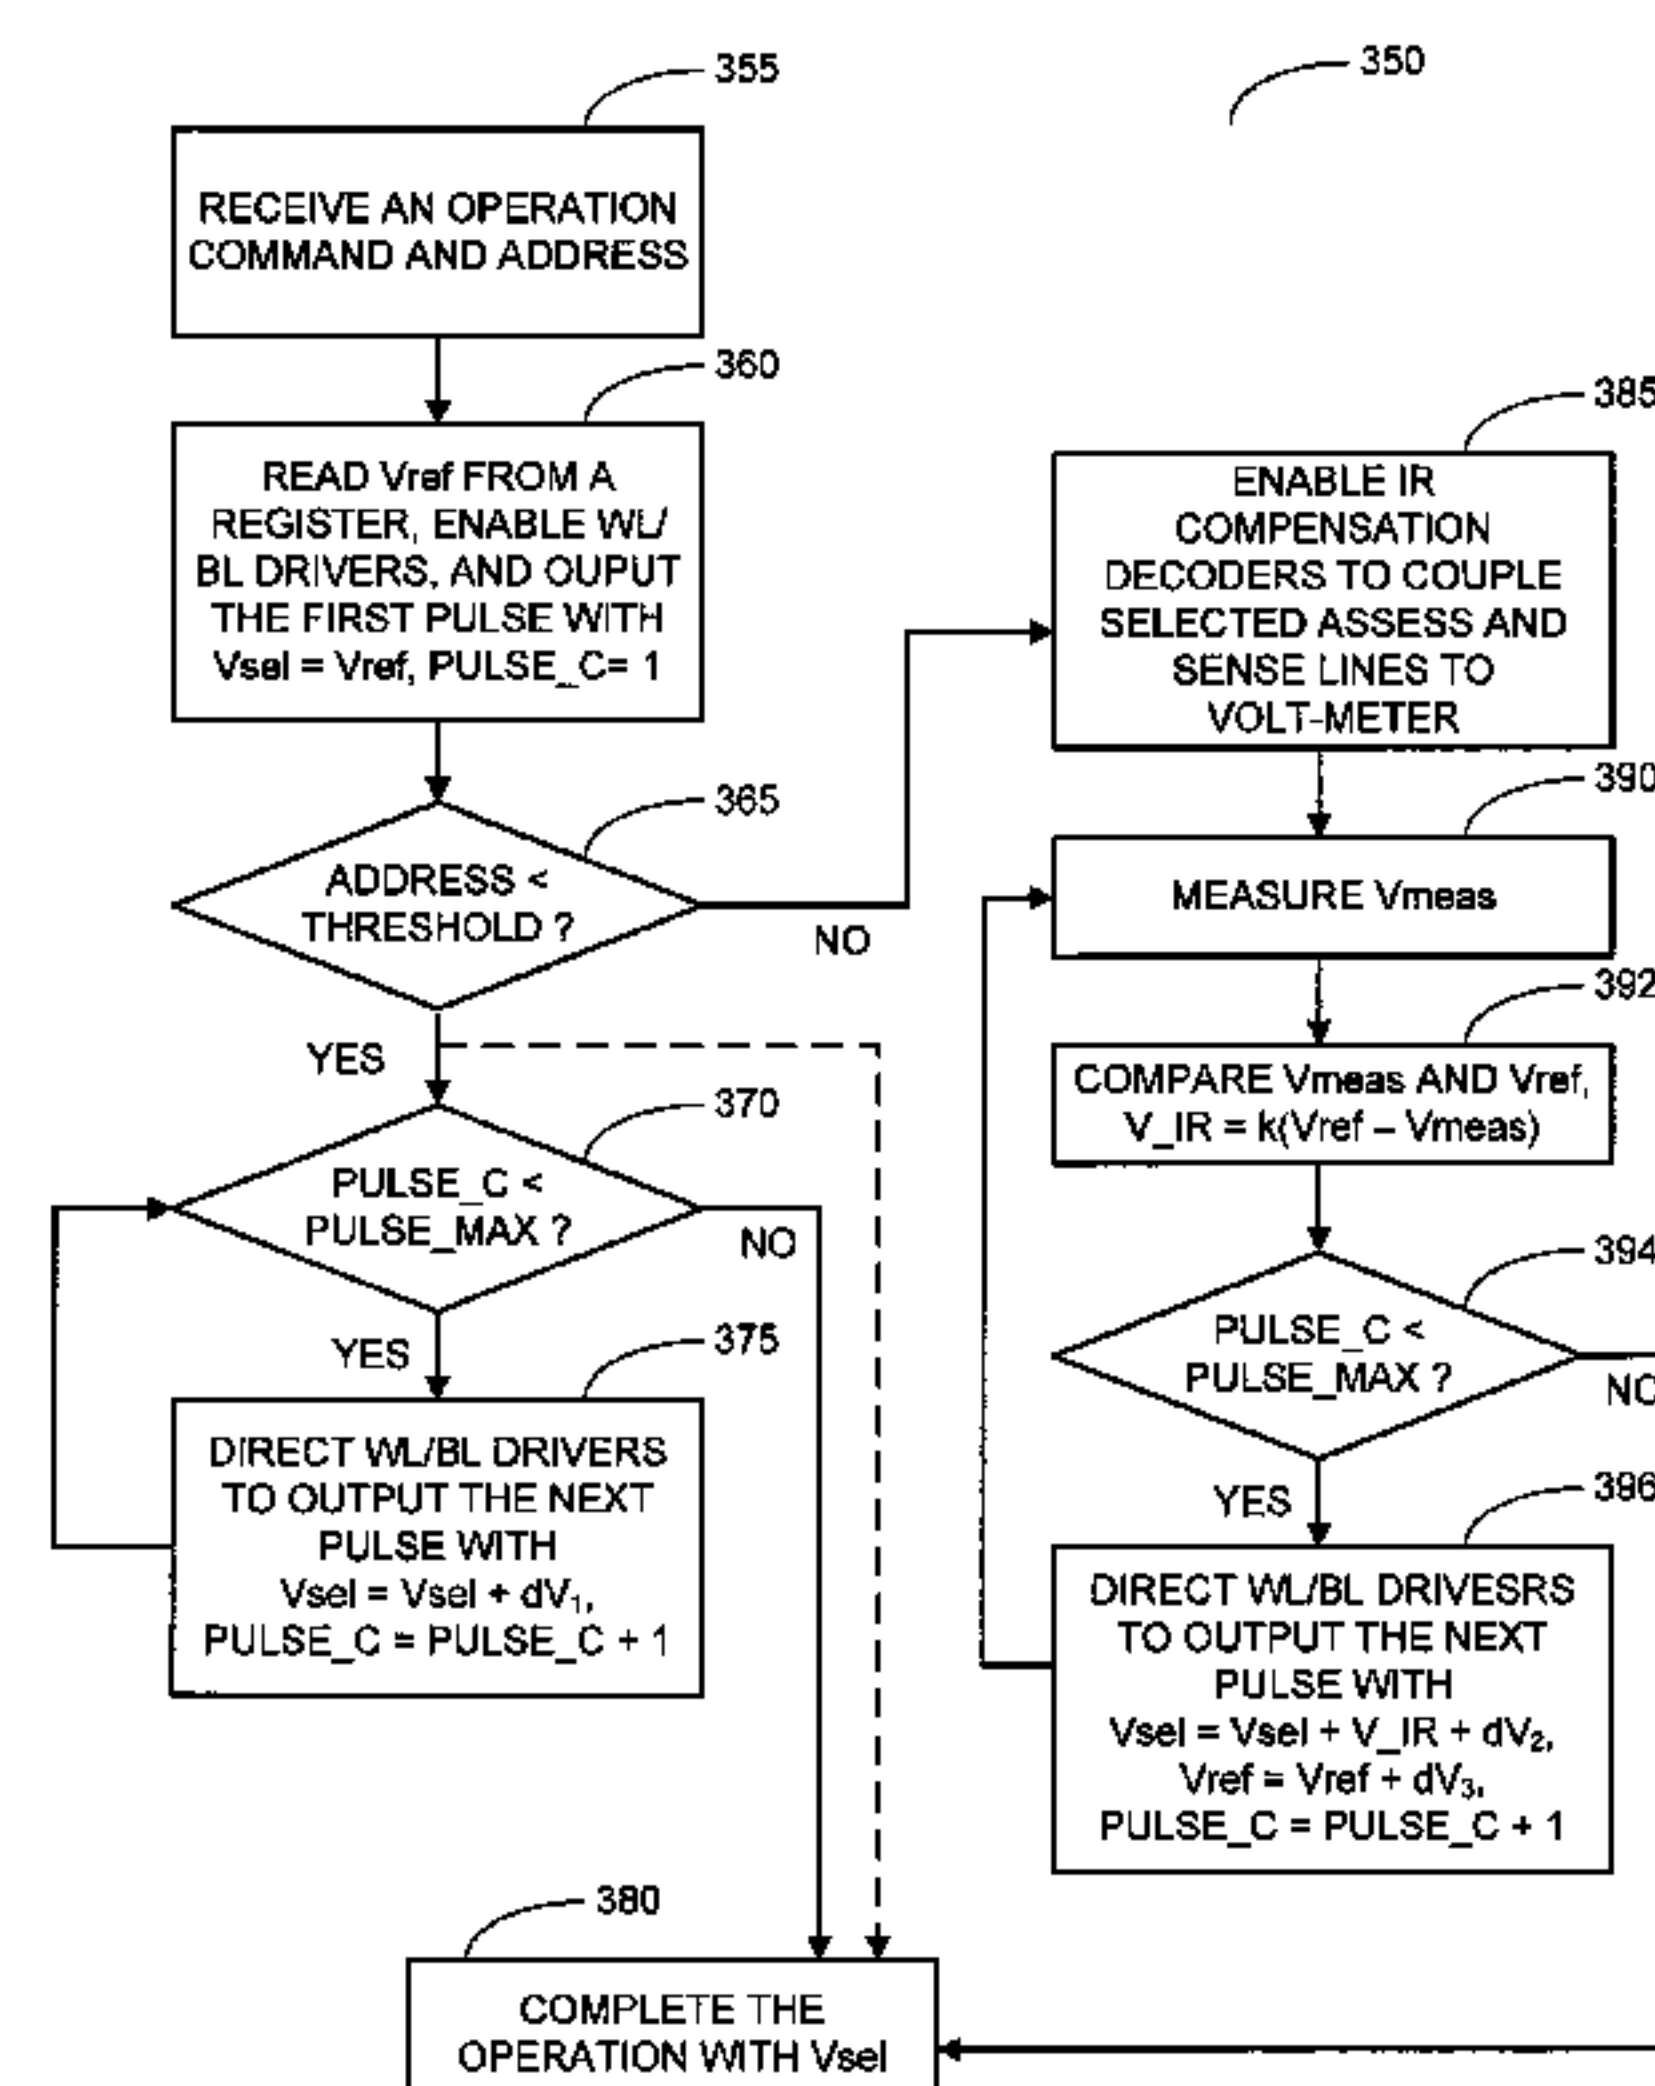 355
350
RECEIVE AN OPERATION
COMMAND AND ADDRESS
360
READ Vref FROM A
REGISTER, ENABLE WL/
BL DRIVERS, AND OUPUT
THE FIRST PULSE WITH
Vsel = Vref, PULSE_C= 1
365
ADDRESS <
THRESHOLD ?
NO
YES
370
PULSE_C <
PULSE_MAX ?
NO
YES
375
DIRECT WL/BL DRIVERS
TO OUTPUT THE NEXT
PULSE WITH
Vsel = Vsel + dV₁,
PULSE_C = PULSE_C + 1
385
ENABLE IR
COMPENSATION
DECODERS TO COUPLE
SELECTED ASSESS AND
SENSE LINES TO
VOLT-METER
390
MEASURE Vmeas
392
COMPARE Vmeas AND Vref,
V_IR = k(Vref – Vmeas)
394
PULSE_C <
PULSE_MAX ?
NO
YES
396
DIRECT WL/BL DRIVESRS
TO OUTPUT THE NEXT
PULSE WITH
Vsel = Vsel + V_IR + dV₂,
Vref = Vref + dV₃,
PULSE_C = PULSE_C + 1
380
COMPLETE THE
OPERATION WITH Vsel